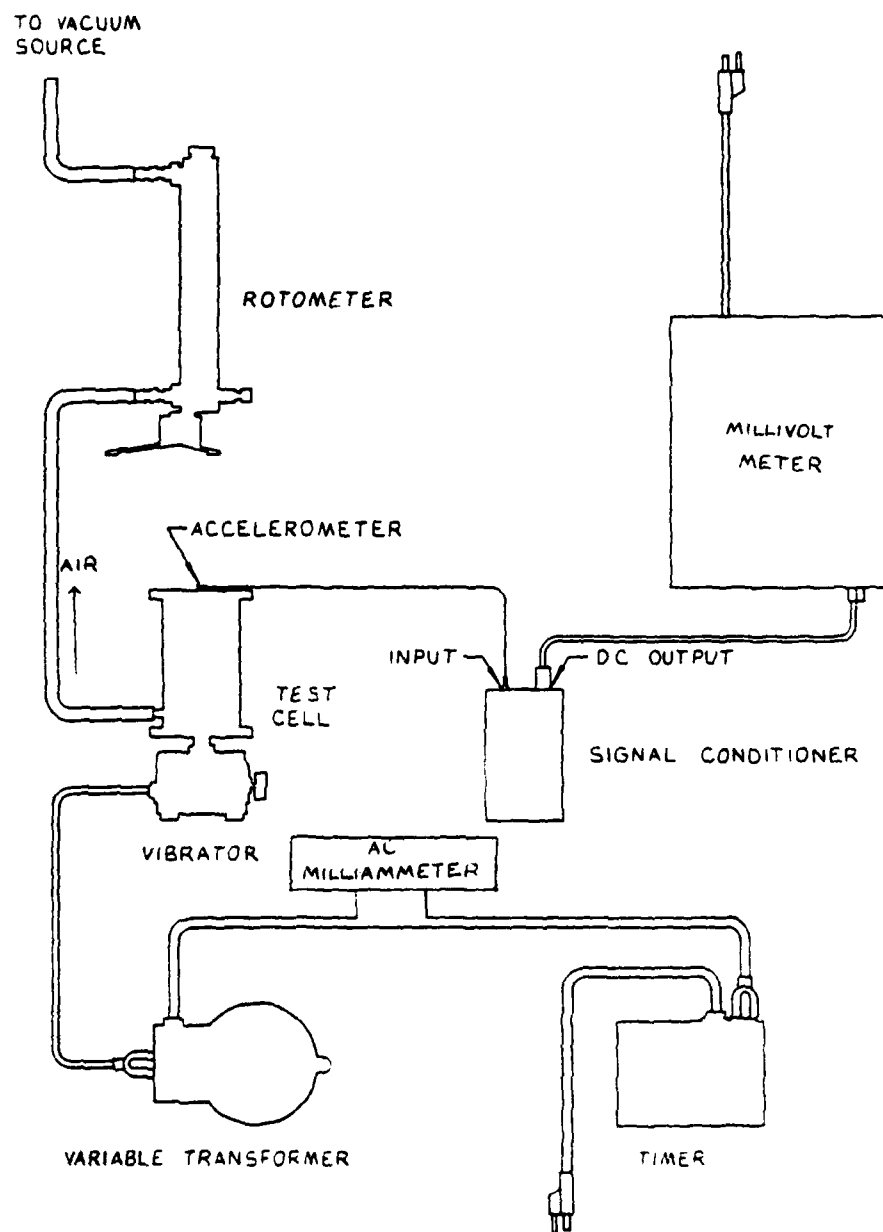 TO VACUUM
SOURCE
ROTOMETER
MILLIVOLT
METER
ACCELEROMETER
AIR
INPUT
DC OUTPUT
TEST
CELL
SIGNAL CONDITIONER
VIBRATOR
AC
MILLIAMMETER
VARIABLE TRANSFORMER
TIMER